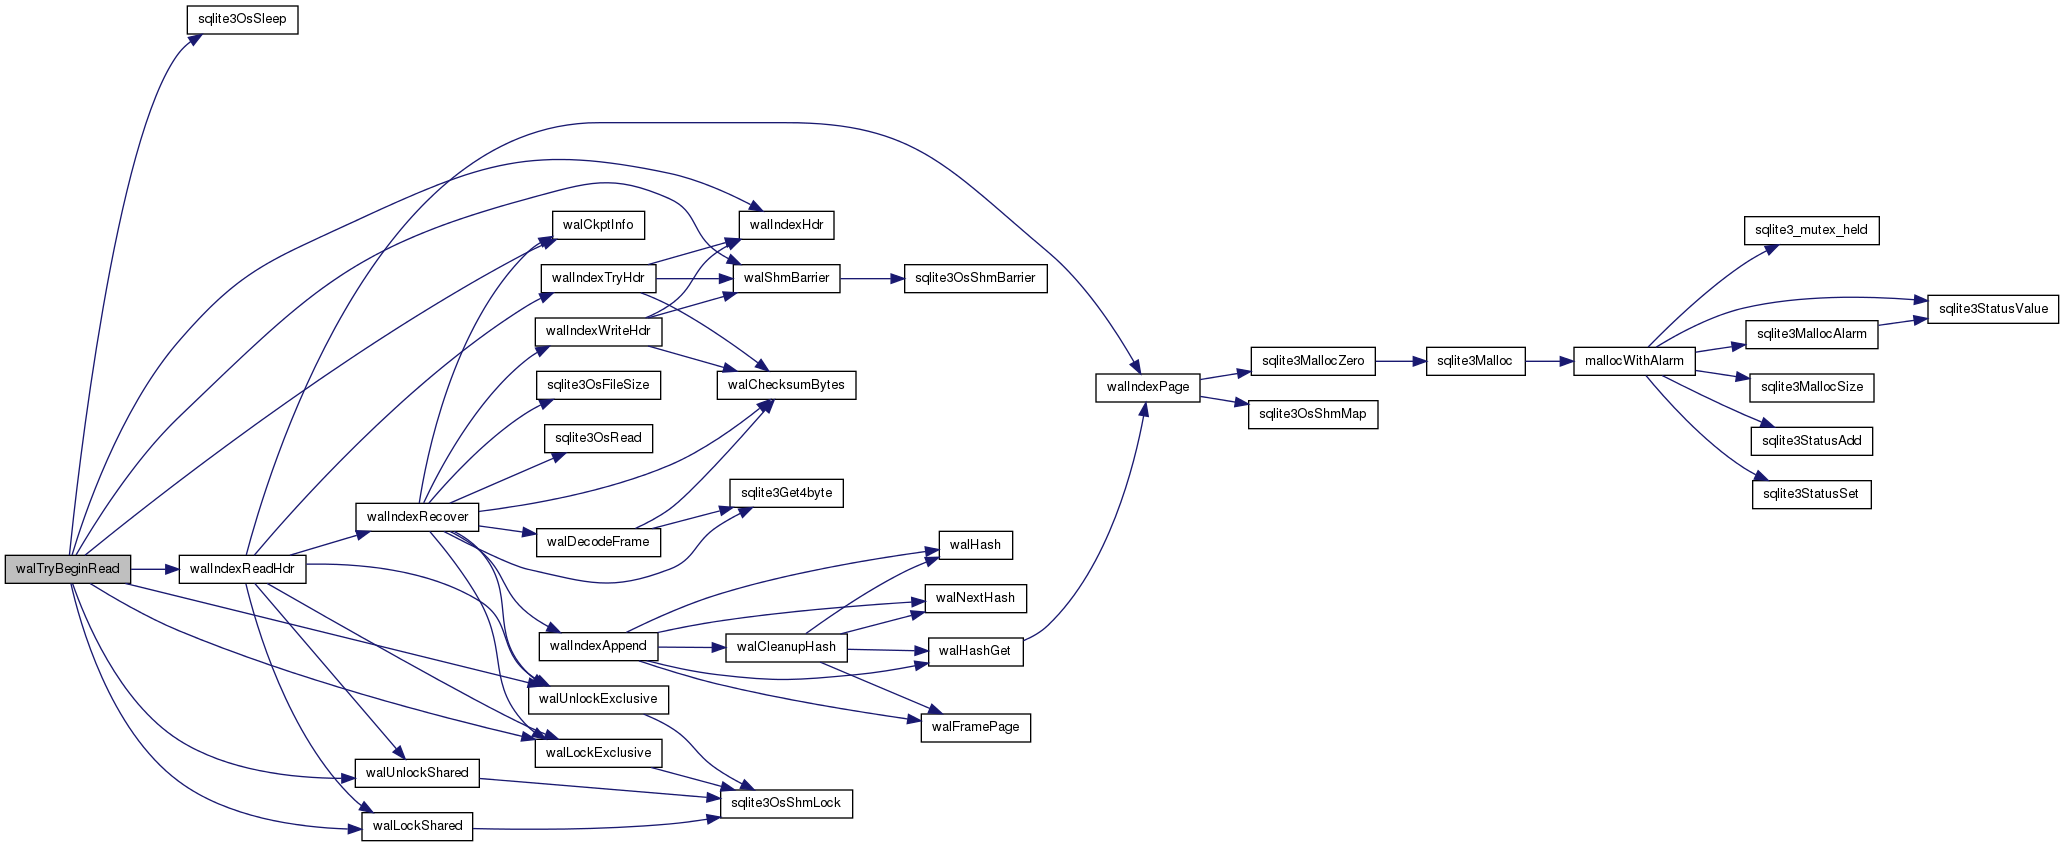 sqlite3OsSleep
walCkptInfo
walIndexHdr
sqlite3_mutex_held
walIndexTryHdr
walShmBarrier
sqlite3OsShmBarrier
sqlite3StatusValue
walIndexWriteHdr
sqlite3MallocAlarm
sqlite3MallocZero
sqlite3Malloc
mallocWithAlarm
sqlite3OsFileSize
walChecksumBytes
walIndexPage
sqlite3MallocSize
sqlite3OsShmMap
sqlite3OsRead
sqlite3StatusAdd
sqlite3Get4byte
sqlite3StatusSet
walIndexRecover
walDecodeFrame
walHash
walTryBeginRead
walIndexReadHdr
walNextHash
walIndexAppend
walCleanupHash
walHashGet
walUnlockExclusive
walFramePage
walLockExclusive
walUnlockShared
sqlite3OsShmLock
walLockShared